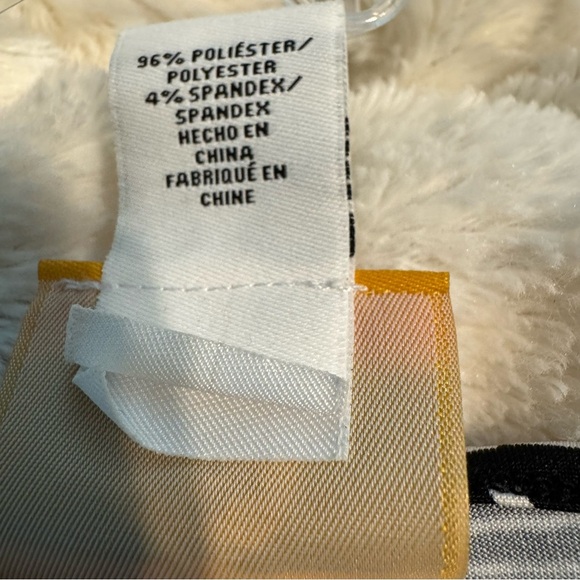 96% POLIÉSTER/
POLYESTER
4% SPANDEX/
SPANDEX
HECHO EN
CHINA
FABRIQUÉ EN
CHINE